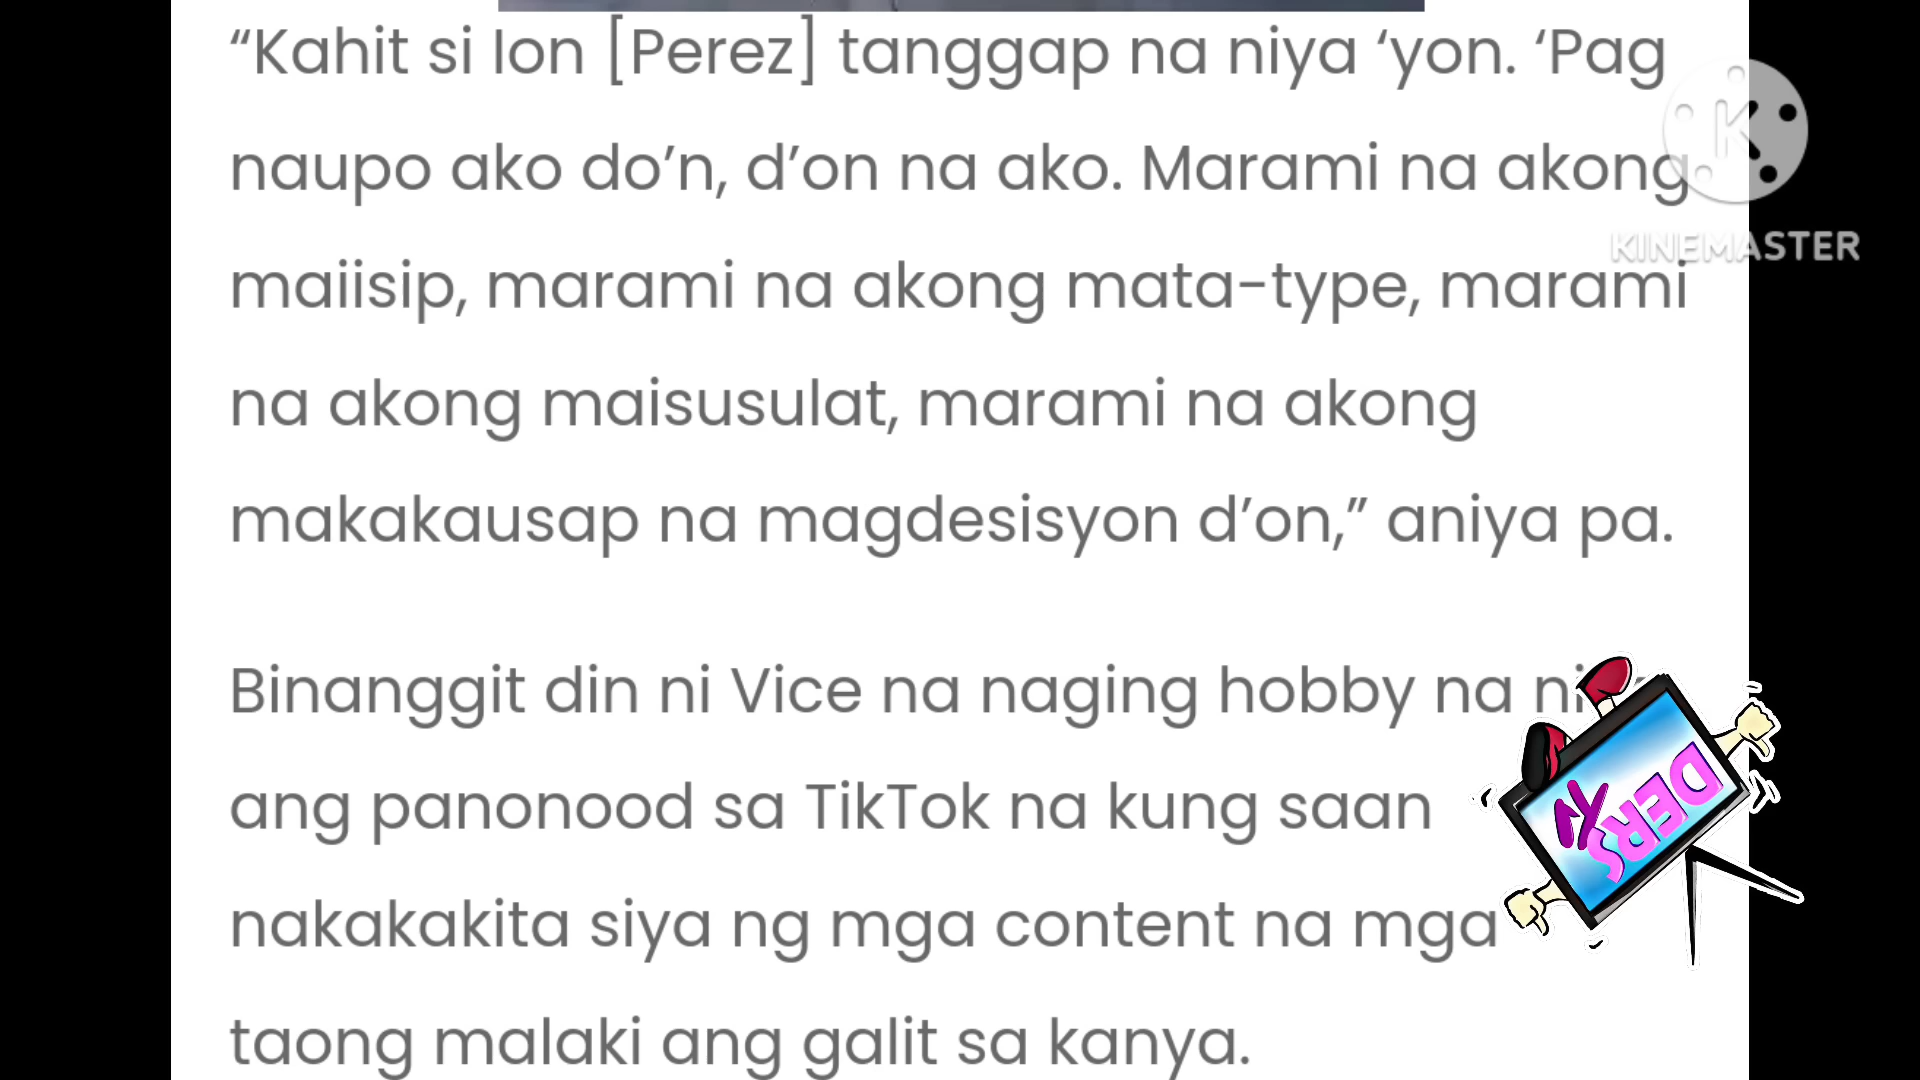 “Kahit si Ion [Perez] tanggap na niya ‘yon. ‘Pag
naupo ako do’n, d’on na ako. Marami na akong
maiisip, marami na akong mata-type, marami
na akong maisusulat, marami na akong
makakausap na magdesisyon d’on,” aniya pa.
Binanggit din ni Vice na naging hobby na
ang panonood sa TikTok na kung saan
nakakakita siya ng mga content na mga
taong malaki ang galit sa kanya.
KINEMASTER
DERS
TV